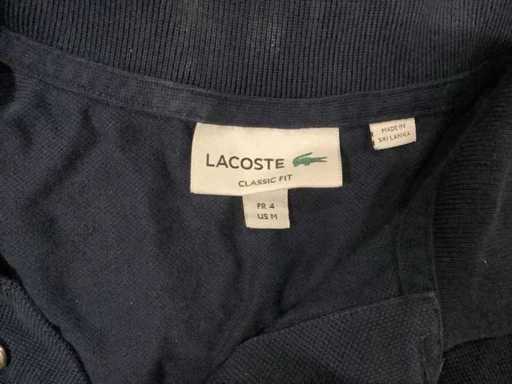 LACOSTE
CLASSIC FIT
FR 4
US M
MADE IN
SRI LANKA